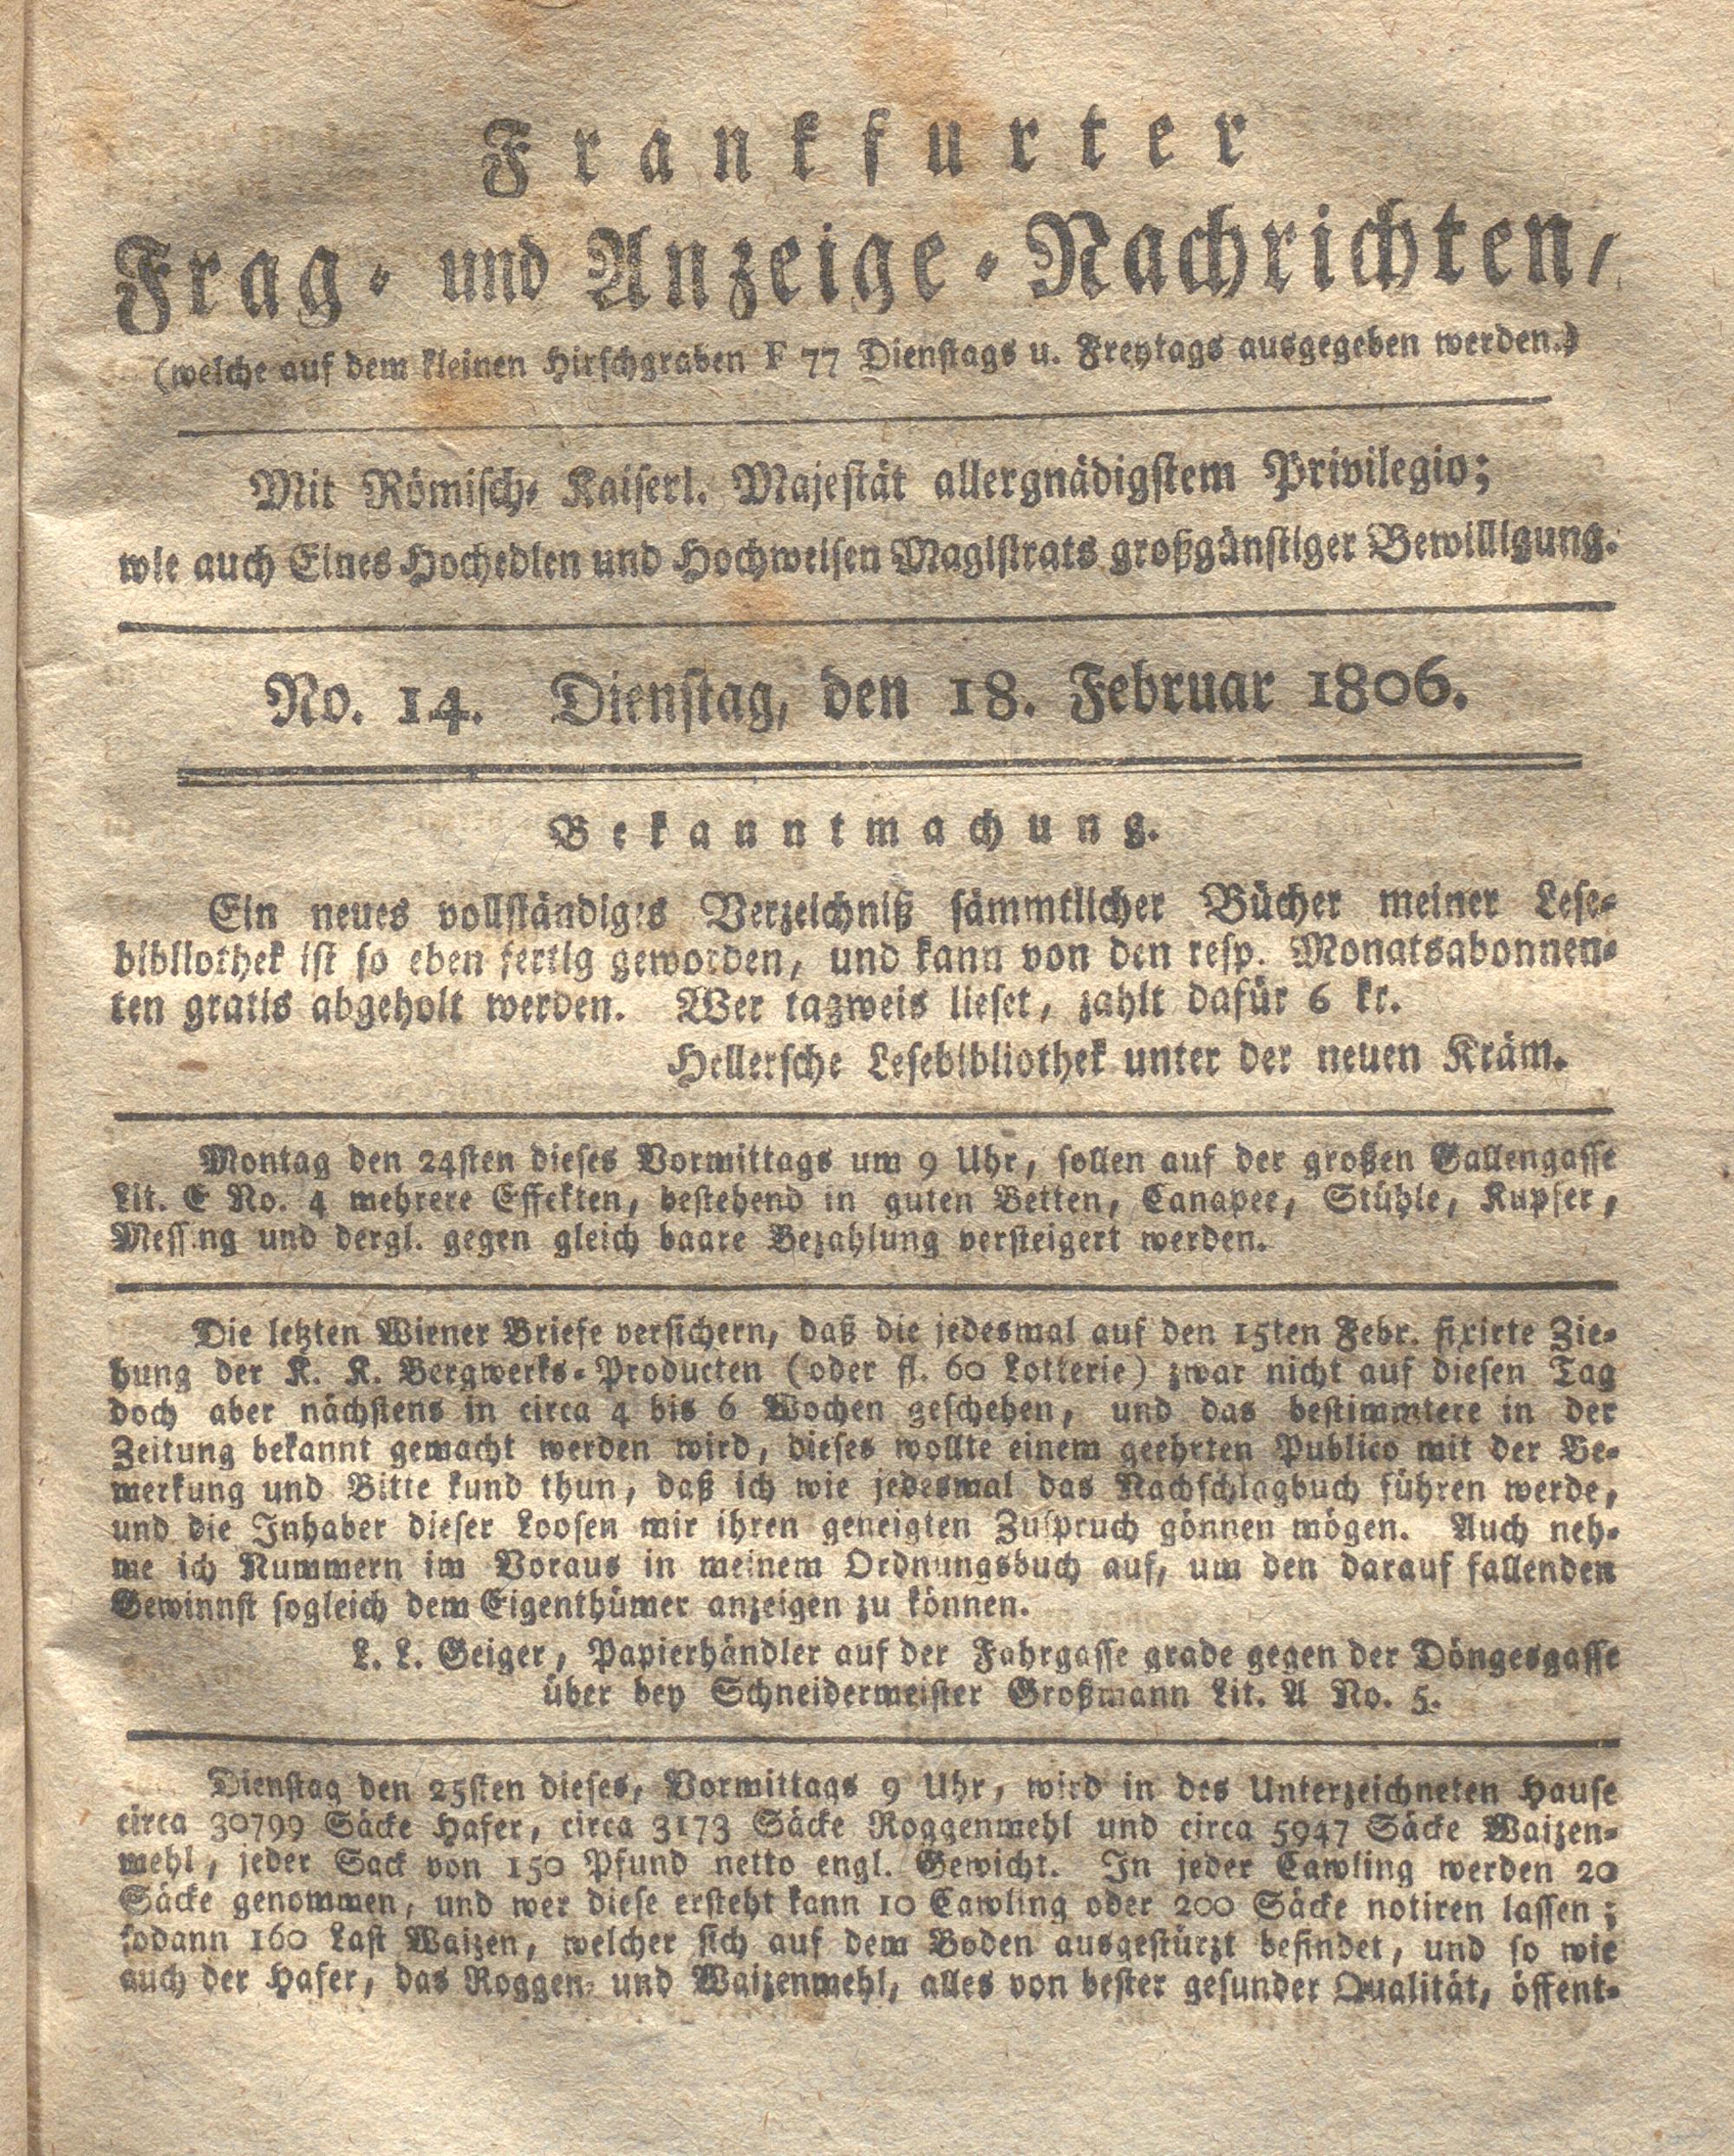 Frankfurter
Frag- und Anzeige-Nachrichten,
(welche auf dem kleinen Hirschgraben F 77 Dienstags u. Freytags ausgegeben werden.)
Mit Römisch- Kaiserl. Majestät allergnädigstem Privilegio;
wie auch Eines Hochedlen und Hochweisen Magistrats großgünstiger Bewilligung.
No. 14. Dienstag, den 18. Februar 1806.
Bekanntmachung.
Ein neues vollständiges Verzeichniß sämmtlicher Bücher meiner Lese-
bibliothek ist so eben fertig geworden, und kann von den resp. Monatsabonnen-
ten gratis abgeholt werden. Wer tagweis lieset, zahlt dafür 6 kr.
Hellersche Lesebibliothek unter der neuen Kräm.
Montag den 24sten dieses Vormittags um 9 Uhr, sollen auf der großen Gallengasse
Lit. E No. 4 mehrere Effekten, bestehend in guten Betten, Canapee, Stühle, Kupfer,
Messing und dergl. gegen gleich baare Bezahlung versteigert werden.
Die letzten Wiener Briefe versichern, daß die jedesmal auf den 15ten Febr. fixirte Zie-
hung der K. K. Bergwerks-Producten (oder fl. 60 Lotterie) zwar nicht auf diesen Tag
doch aber nächstens in circa 4 bis 6 Wochen geschehen, und das bestimmtere in der
Zeitung bekannt gemacht werden wird, dieses wollte einem geehrten Publico mit der Be-
merkung und Bitte kund thun, daß ich wie jedesmal das Nachschlagbuch führen werde,
und die Inhaber dieser Loosen mir ihren geneigten Zuspruch gönnen mögen. Auch neh-
me ich Nummern im Voraus in meinem Ordnungsbuch auf, um den darauf fallenden
Gewinnst sogleich dem Eigenthümer anzeigen zu können.
L. L. Geiger, Papierhändler auf der Fahrgasse grade gegen der Döngesgasse
über bey Schneidermeister Großmann Lit. A No. 5.
Dienstag den 25sten dieses, Vormittags 9 Uhr, wird in des Unterzeichneten Hause
circa 30799 Säcke Hafer, circa 3173 Säcke Roggenmehl und circa 5947 Säcke Waizen-
mehl, jeder Sack von 150 Pfund netto engl. Gewicht. In jeder Cawling werden 20
Säcke genommen, und wer diese ersteht kann 10 Cawling oder 200 Säcke notiren lassen;
sodann 160 Last Waizen, welcher sich auf dem Boden ausgestürzt befindet, und so wie
auch der Hafer, das Roggen- und Waizenmehl, alles von bester gesunder Qualität, öffent-